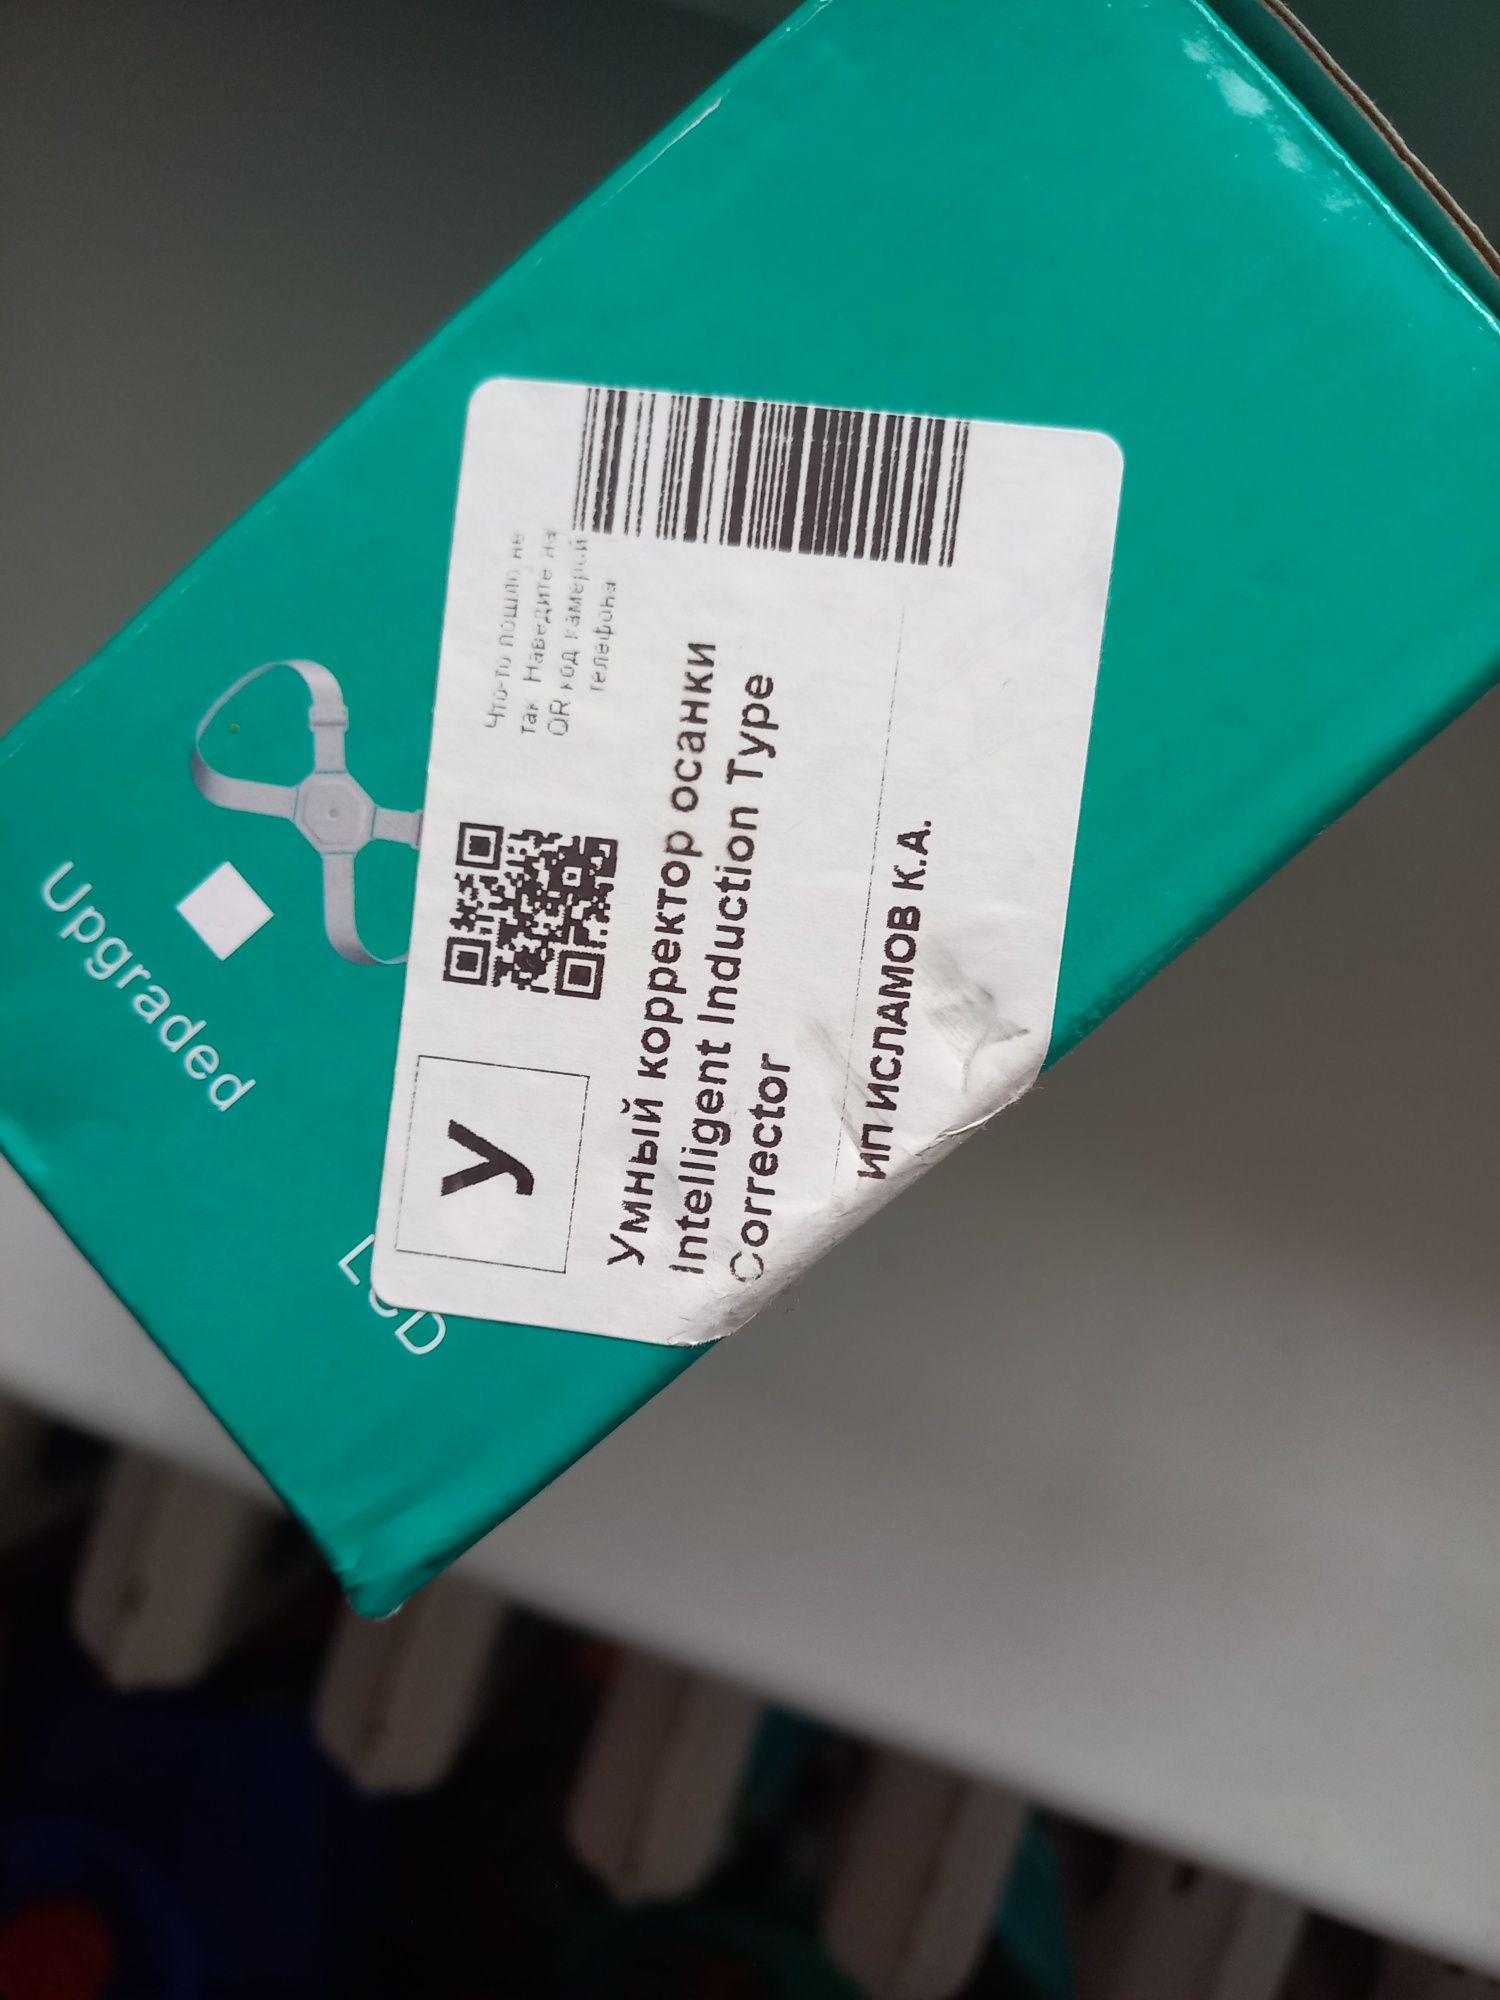 Upgraded
LCD
У
Что-то пошло не
так Наведите на
QR код камерой
телефона
Умный корректор осанки
Intelligent Induction Type
Corrector
ИП ИСЛАМОВ К.А.